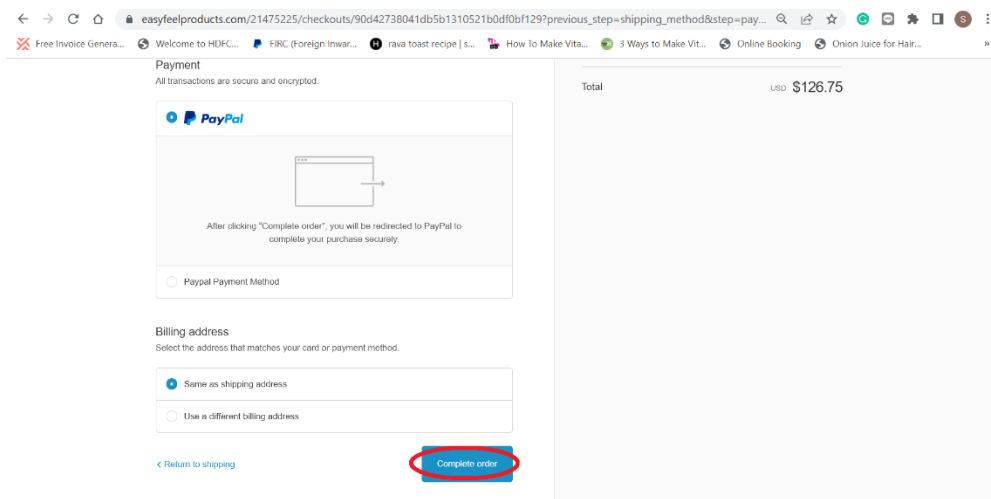 easyfeelproducts.com/21475225/checkouts/90d42738041db5b1310521b0df0bf129?previous_step=shipping_method&step=pay...
S
Free Invoice Genera...
Welcome to HDFC...
FIRC (Foreign Inwar...
H
rava toast recipe | s...
How To Make Vita...
3 Ways to Make Vit...
Online Booking
Onion Juice for Hair...
»
Payment
All transactions are secure and encrypted.
PayPal
After clicking "Complete order", you will be redirected to PayPal to
complete your purchase securely.
Paypal Payment Method
Billing address
Select the address that matches your card or payment method.
Same as shipping address
Use a different billing address
< Return to shipping
Complete order
Total
USD $126.75